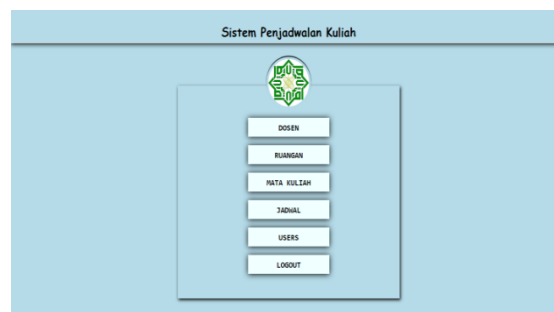 Sistem Penjadwalan Kuliah
DOSEN
RUANGAN
MATA KULIAH
JADWAL
USERS
LOGOUT